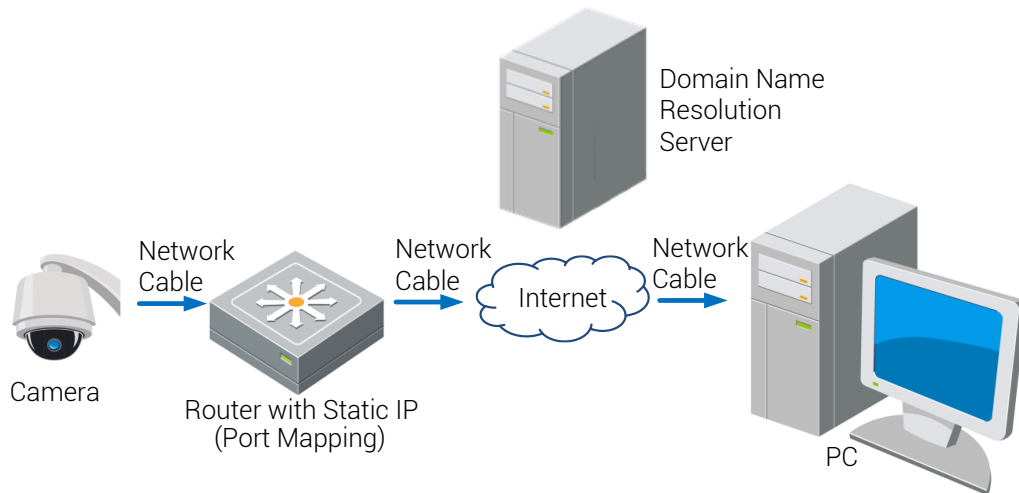 Domain Name
Resolution
Server
Network
Cable
Network
Cable
Network
Cable
Internet
Camera
Router with Static IP
(Port Mapping)
PC